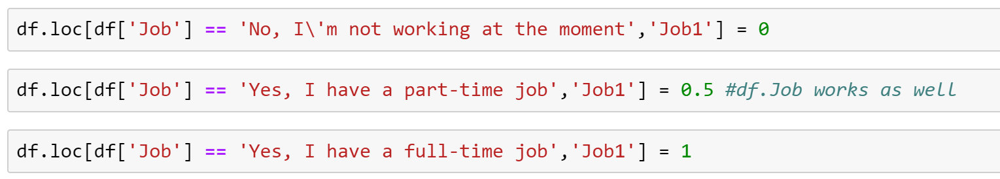 df.loc[df['Job'] == 'No, I\'m not working at the moment','Job1'] = 0
df.loc[df['Job'] == 'Yes, I have a part-time job','Job1'] = 0.5 #df.Job works as well
df.loc[df['Job'] == 'Yes, I have a full-time job','Job1'] = 1